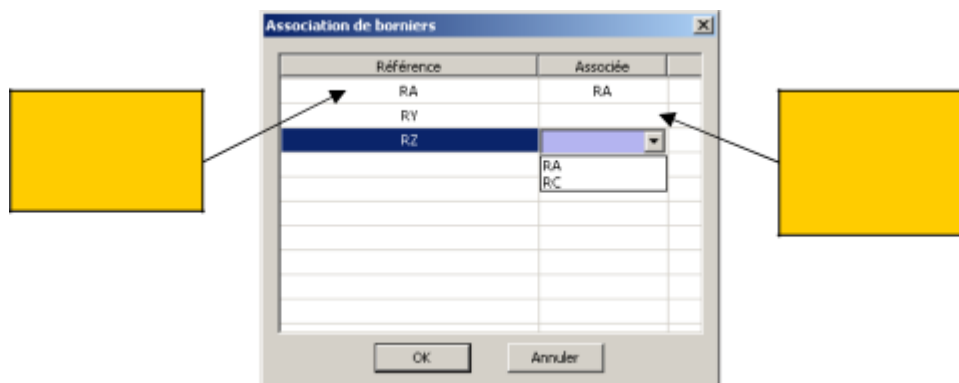 Association de borniers
Référence Associée
RA RA
RY
RZ
RA
RC
OK Annuler